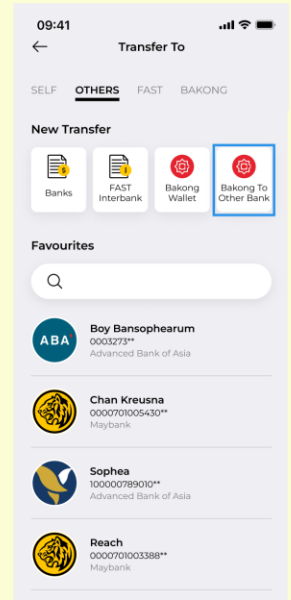 09:41
Transfer To
SELF OTHERS FAST BAKONG
New Transfer
Banks
FAST
Interbank
Bakong
Wallet
Bakong To
Other Bank
Favourites
ABA'
Boy Bansophearum
0003273**
Advanced Bank of Asia
Chan Kreusna
0000701005430**
Maybank
Sophea
100000789010**
Advanced Bank of Asia
Reach
0000701003388**
Maybank